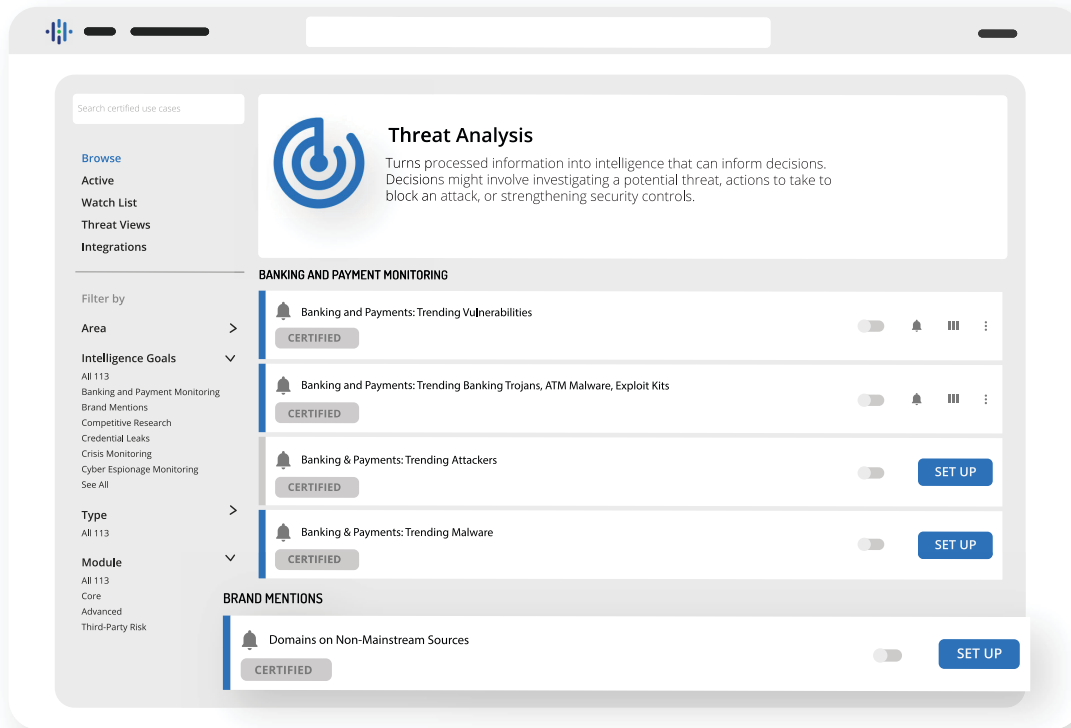 Search certified use cases
Browse
Active
Watch List
Threat Views
Integrations
Filter by
Area
Intelligence Goals
All 113
Banking and Payment Monitoring
Brand Mentions
Competitive Research
Credential Leaks
Crisis Monitoring
Cyber Espionage Monitoring
See All
Type
All 113
Module
All 113
Core
Advanced
Third-Party Risk
Threat Analysis
Turns processed information into intelligence that can inform decisions.
Decisions might involve investigating a potential threat, actions to take to
block an attack, or strengthening security controls.
BANKING AND PAYMENT MONITORING
Banking and Payments: Trending Vulnerabilities
CERTIFIED
Banking and Payments: Trending Banking Trojans, ATM Malware, Exploit Kits
CERTIFIED
Banking & Payments: Trending Attackers
CERTIFIED
SET UP
Banking & Payments: Trending Malware
CERTIFIED
SET UP
BRAND MENTIONS
Domains on Non-Mainstream Sources
CERTIFIED
SET UP